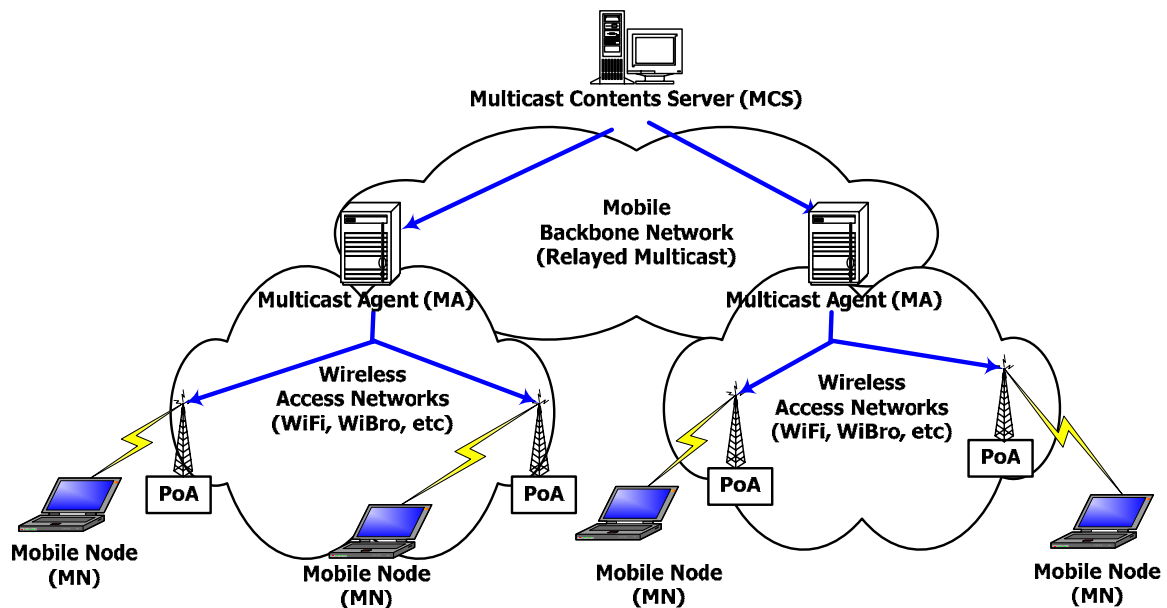 Multicast Contents Server (MCS)
Mobile
Backbone Network
(Relayed Multicast)
Multicast Agent (MA)
Multicast Agent (MA)
Wireless
Access Networks
(WiFi, WiBro, etc)
Wireless
Access Networks
(WiFi, WiBro, etc)
PoA
PoA
PoA
PoA
Mobile Node
(MN)
Mobile Node
(MN)
Mobile Node
(MN)
Mobile Node
(MN)